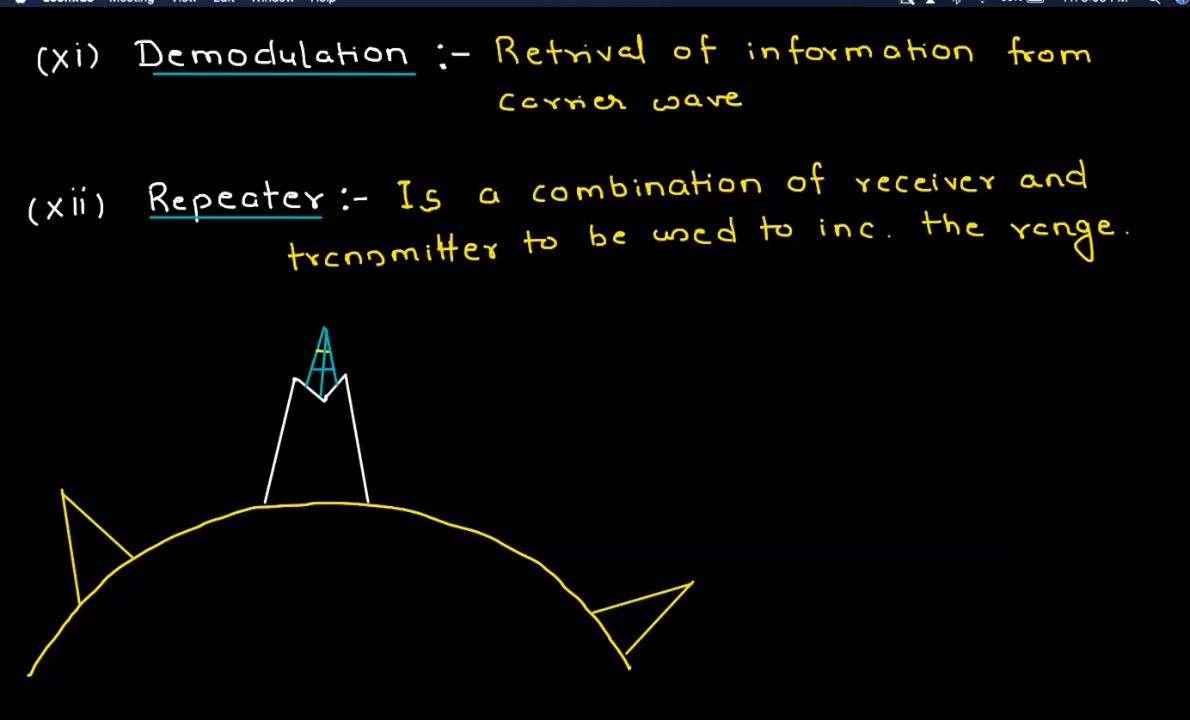 (xi) Demodulation :- Retrival of information from
carrier wave
(xii) Repeater :- Is a combination of receiver and
transmitter to be used to inc. the range.